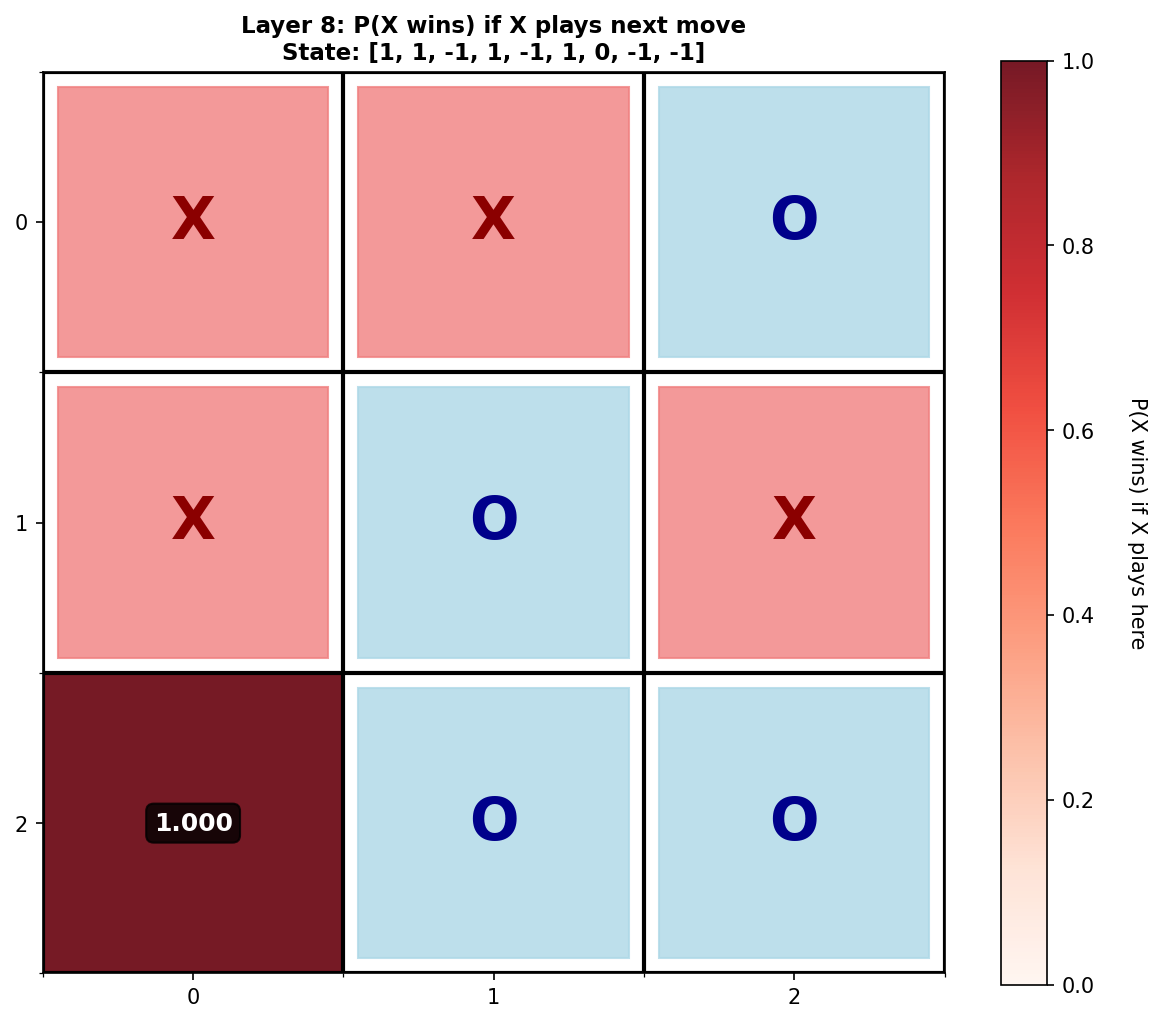 Layer 8: P(X wins) if X plays next move
State: [1, 1, -1, 1, -1, 1, 0, -1, -1]
X X O
X O X
1.000 O O
0
1
2
0 1 2
1.0
0.8
0.6
0.4
0.2
0.0
P(X wins) if X plays here